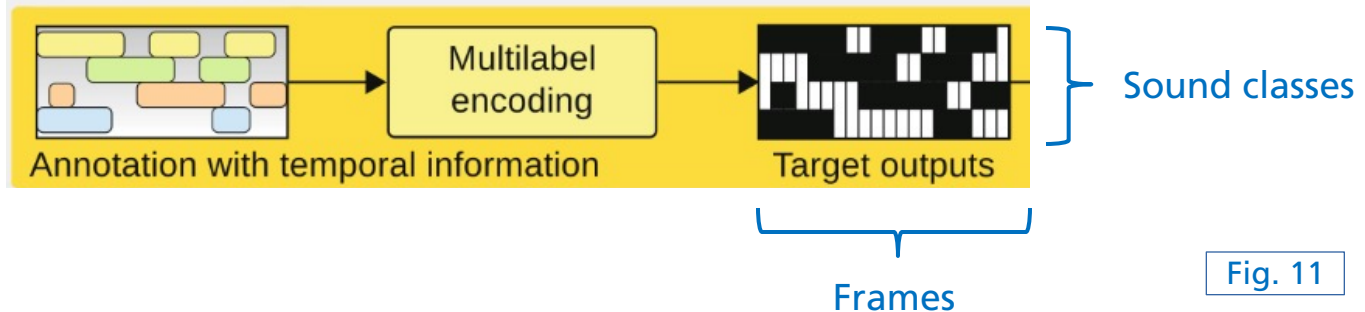 Multilabel
encoding
Sound classes
Annotation with temporal information
Target outputs
Frames
Fig. 11